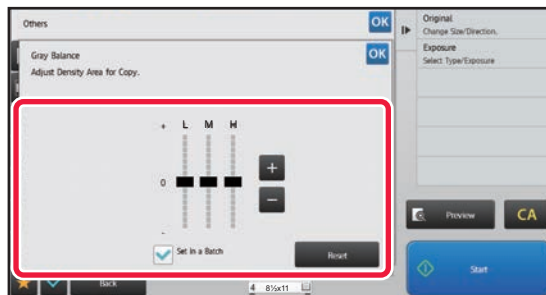 Others
OK
Gray Balance
OK
Adjust Density Area for Copy.
+ L M H
0
-
+
−
Set in a Batch
Reset
Back
4 8½x11
Original
Change Size/Direction.
Exposure
Select Type/Exposure
Preview
CA
Start